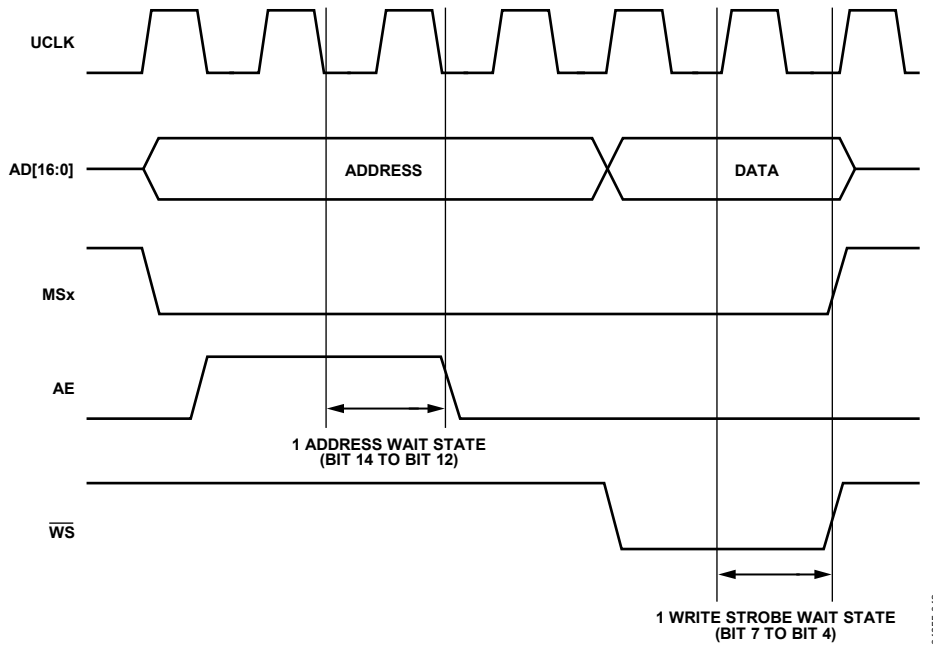 UCLK
AD[16:0]
ADDRESS
DATA
MSx
AE
1 ADDRESS WAIT STATE
(BIT 14 TO BIT 12)
WS
1 WRITE STROBE WAIT STATE
(BIT 7 TO BIT 4)